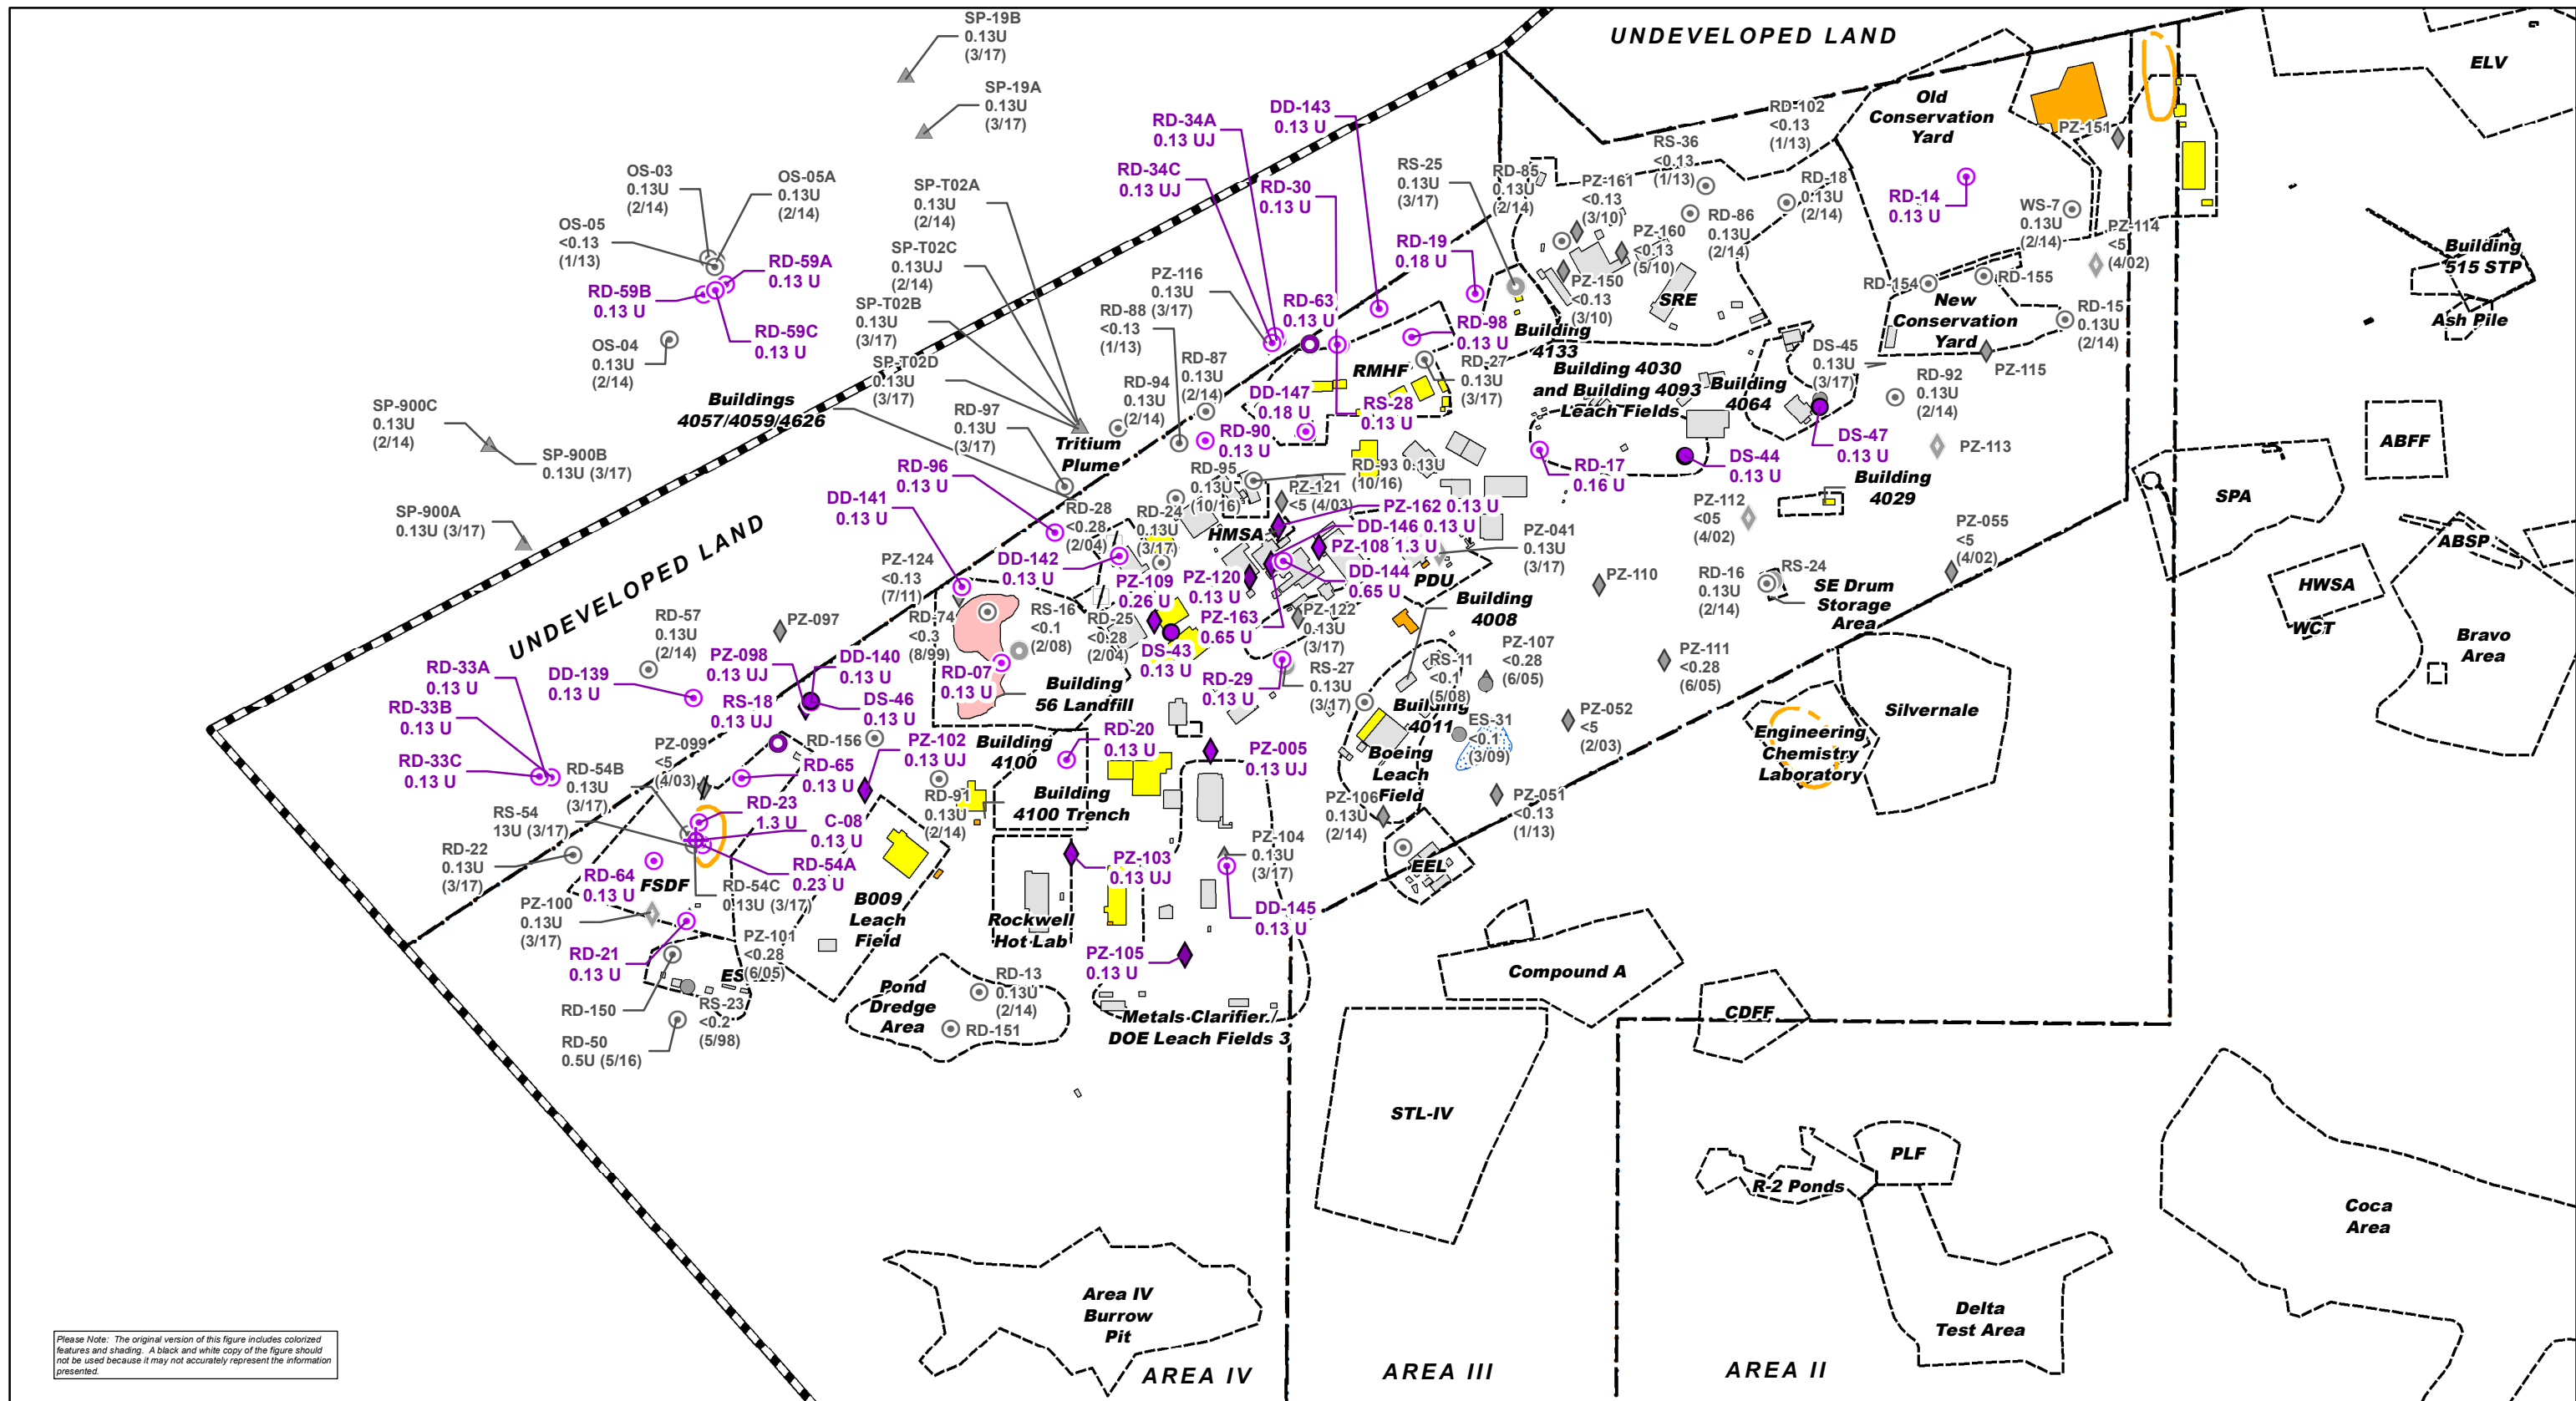 SP-19B
0.13U
(3/17)
SP-19A
0.13U
(3/17)
UNDEVELOPED LAND
ELV
Old
Conservation
Yard
RD-102
<0.13
(1/13)
PZ-151
RD-34A
0.13 UJ
DD-143
0.13 U
RD-34C
0.13 UJ
RD-30
0.13 U
RS-25
0.13U
(3/17)
RD-85
0.13U
(2/14)
RS-36
<0.13
(1/13)
PZ-161
<0.13
(3/10)
RD-18
0.13U
(2/14)
RD-86
0.13U
(2/14)
RD-14
0.13 U
WS-7
0.13U
(2/14)
PZ-114
<5
(4/02)
OS-03
0.13U
(2/14)
OS-05A
0.13U
(2/14)
OS-05
<0.13
(1/13)
RD-59A
0.13 U
RD-59B
0.13 U
RD-59C
0.13 U
OS-04
0.13U
(2/14)
SP-T02A
0.13U
(2/14)
SP-T02C
0.13UJ
(2/14)
SP-T02B
0.13U
(3/17)
SP-T02D
0.13U
(3/17)
PZ-116
0.13U
(3/17)
RD-88
<0.13
(1/13)
RD-87
0.13U
(2/14)
RD-94
0.13U
(2/14)
RD-97
0.13U
(3/17)
RD-19
0.18 U
RD-63
0.13 U
RD-98
0.13 U
PZ-160
<0.13
(5/10)
PZ-150
<0.13
(3/10)
SRE
Building
4133
RD-154
RD-155
New
Conservation
Yard
RD-15
0.13U
(2/14)
PZ-115
Building
515 STP
Ash Pile
RMHF
RD-27
0.13U
(3/17)
DD-147
0.18 U
RS-28
0.13 U
RD-90
0.13 U
Building 4030
and Building 4093
Leach Fields
Building
4064
DS-45
0.13U
(3/17)
RD-92
0.13U
(2/14)
DS-47
0.13 U
DS-44
0.13 U
RD-17
0.16 U
PZ-113
Building
4029
PZ-112
<05
(4/02)
PZ-055
<5
(4/02)
ABFF
SPA
ABSP
HWSA
WCT
Bravo
Area
SP-900C
0.13U
(2/14)
SP-900B
0.13U (3/17)
SP-900A
0.13U (3/17)
Buildings
4057/4059/4626
Tritium
Plume
RD-96
0.13 U
DD-141
0.13 U
RD-28
<0.28
(2/04)
RD-24
0.13U
(3/17)
RD-95
0.13U
(10/16)
RD-93 0.13U
(10/16)
PZ-121
<5 (4/03)
PZ-162 0.13 U
DD-146 0.13 U
PZ-108 1.3 U
HMSA
PDU
PZ-041
0.13U
(3/17)
DD-144
0.65 U
DD-142
0.13 U
PZ-109
0.26 U
PZ-120
0.13 U
PZ-163
0.65 U
PZ-122
0.13U
(3/17)
PZ-124
<0.13
(7/11)
RD-74
<0.3
(8/99)
RS-16
<0.1
(2/08)
RD-25
<0.28
(2/04)
DS-43
0.13 U
RD-07
0.13 U
Building
56 Landfill
Building
4008
PZ-110
RD-16
0.13U
(2/14)
RS-24
SE Drum
Storage
Area
RS-11
<0.1
(5/08)
PZ-107
<0.28
(6/05)
PZ-111
<0.28
(6/05)
RS-27
0.13U
(3/17)
RD-29
0.13 U
Building
4011
ES-31
<0.1
(3/09)
PZ-052
<5
(2/03)
Boeing
Leach
Field
PZ-051
<0.13
(1/13)
PZ-106
0.13U
(2/14)
EEL
Silvernale
Engineering
Chemistry
Laboratory
UNDEVELOPED LAND
RD-57
0.13U
(2/14)
PZ-097
PZ-098
0.13 UJ
DD-140
0.13 U
DS-46
0.13 U
RS-18
0.13 UJ
DD-139
0.13 U
RD-33A
0.13 U
RD-33B
0.13 U
RD-33C
0.13 U
PZ-099
<5
(4/03)
RD-156
PZ-102
0.13 UJ
RD-65
0.13 U
RD-54B
0.13U
(3/17)
RS-54
13U (3/17)
RD-22
0.13U
(3/17)
RD-23
1.3 U
C-08
0.13 U
RD-54A
0.23 U
RD-54C
0.13U (3/17)
RD-64
0.13 U
FSDF
PZ-100
0.13U
(3/17)
RD-21
0.13 U
PZ-101
<0.28
(6/05)
RD-150
RS-23
<0.2
(5/98)
RD-50
0.5U (5/16)
RD-91
0.13U
(2/14)
Building
4100
RD-20
0.13 U
Building
4100 Trench
PZ-005
0.13 UJ
PZ-103
0.13 UJ
PZ-104
0.13U
(3/17)
DD-145
0.13 U
PZ-105
0.13 U
B009
Leach
Field
Rockwell
Hot Lab
Pond
Dredge
Area
RD-13
0.13U
(2/14)
RD-151
Metals Clarifier/
DOE Leach Fields 3
Compound A
CDFF
STL-IV
PLF
R-2 Ponds
Coca
Area
Delta
Test Area
Area IV
Burrow
Pit
AREA IV
AREA III
AREA II
Please Note: The original version of this figure includes colorized
features and shading. A black and white copy of the figure should
not be used because it may not accurately represent the information
presented.